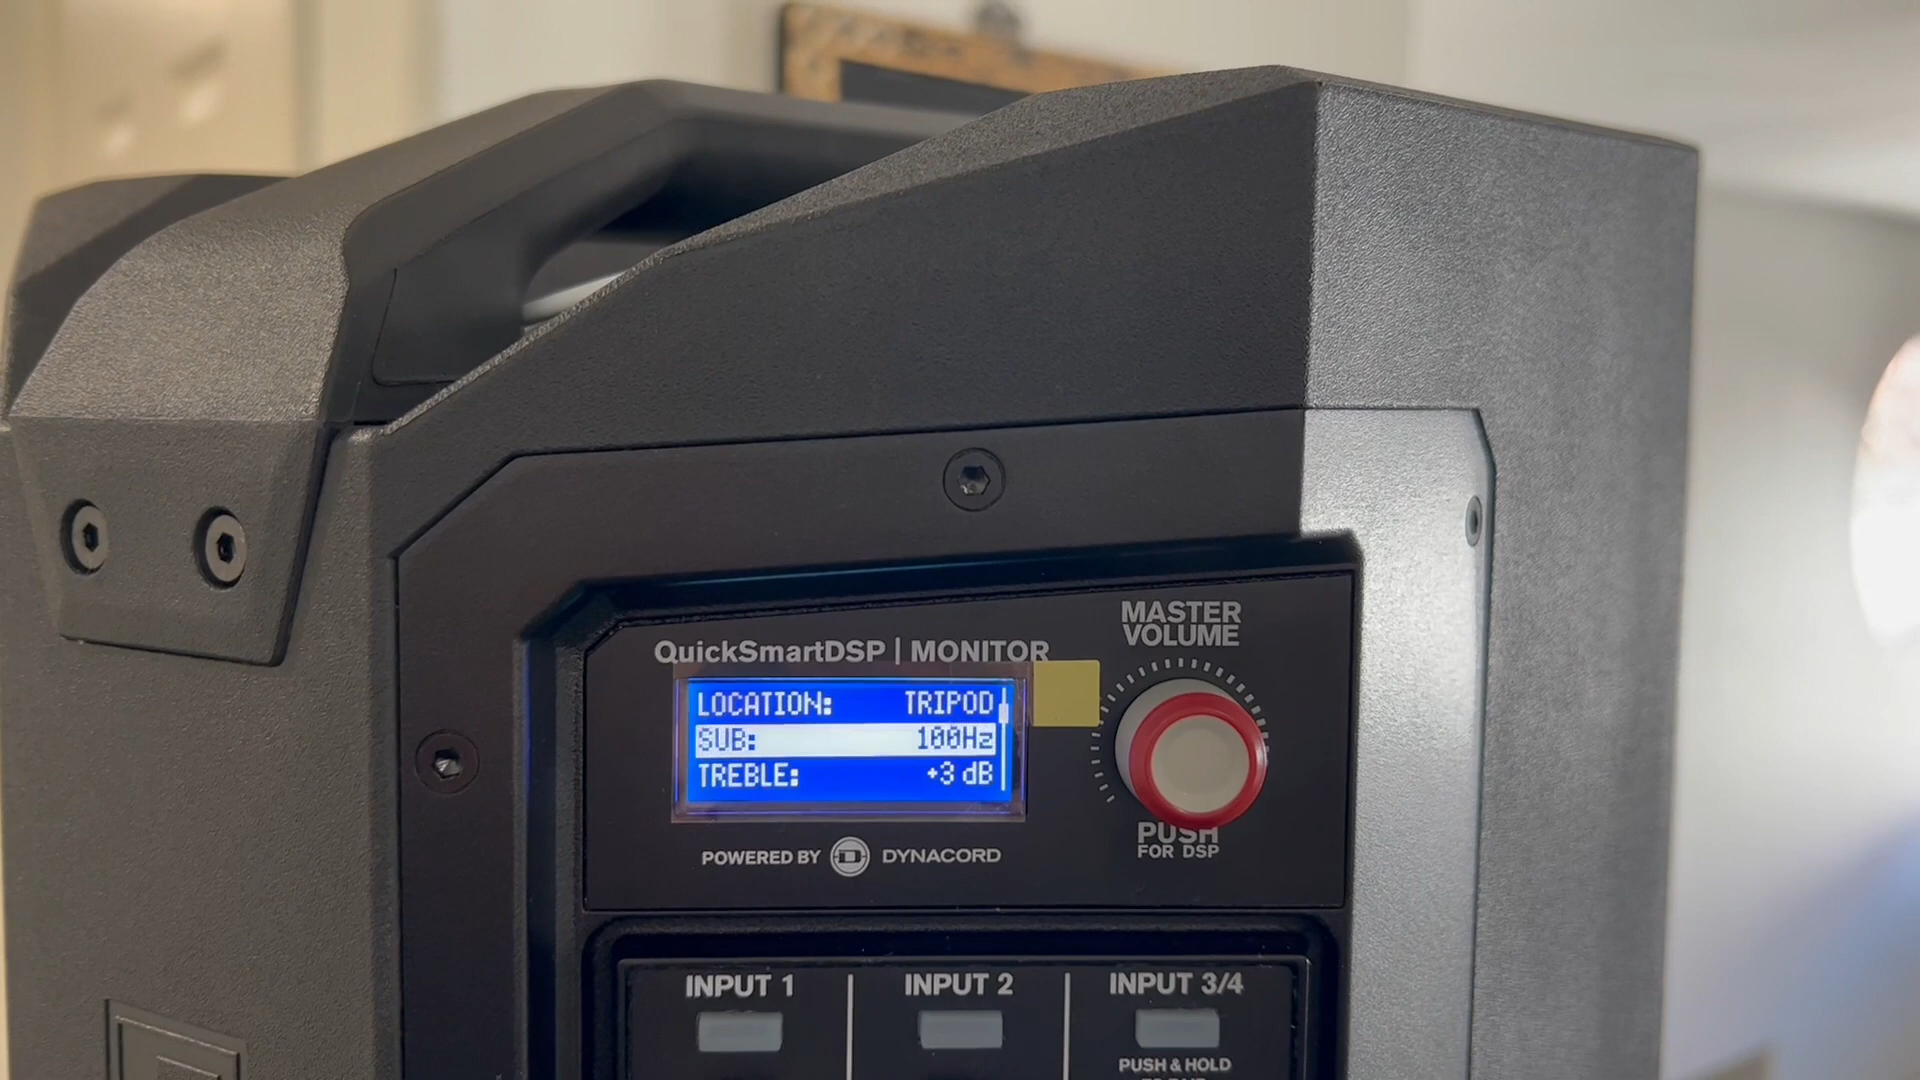 QuickSmartDSP | MONITOR
LOCATION: TRIPOD
SUB: 100Hz
TREBLE: +3 dB
POWERED BY D DYNACORD
MASTER
VOLUME
PUSH
FOR DSP
INPUT 1
INPUT 2
INPUT 3/4
PUSH & HOLD